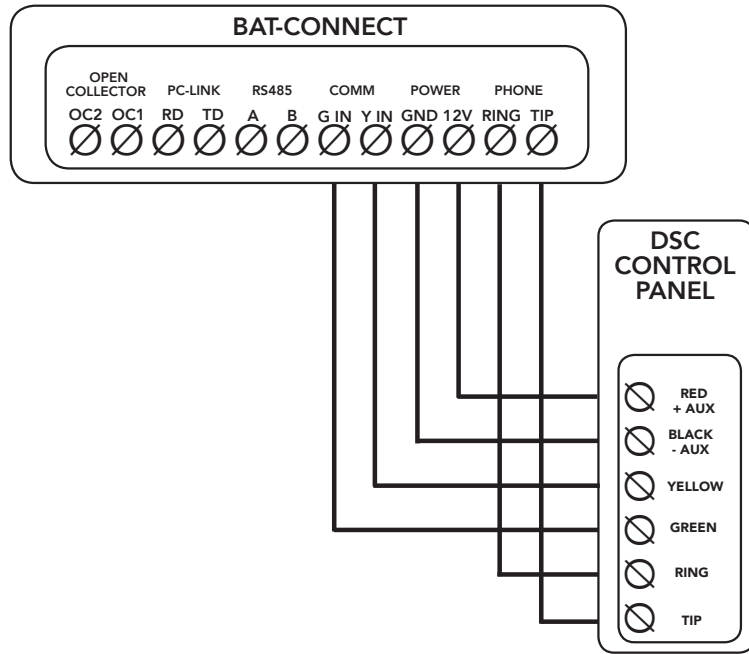 BAT-CONNECT
OPEN
COLLECTOR PC-LINK RS485 COMM POWER PHONE
OC2 OC1 RD TD A B G IN Y IN GND 12V RING TIP
DSC
CONTROL
PANEL
RED
+ AUX
BLACK
- AUX
YELLOW
GREEN
RING
TIP